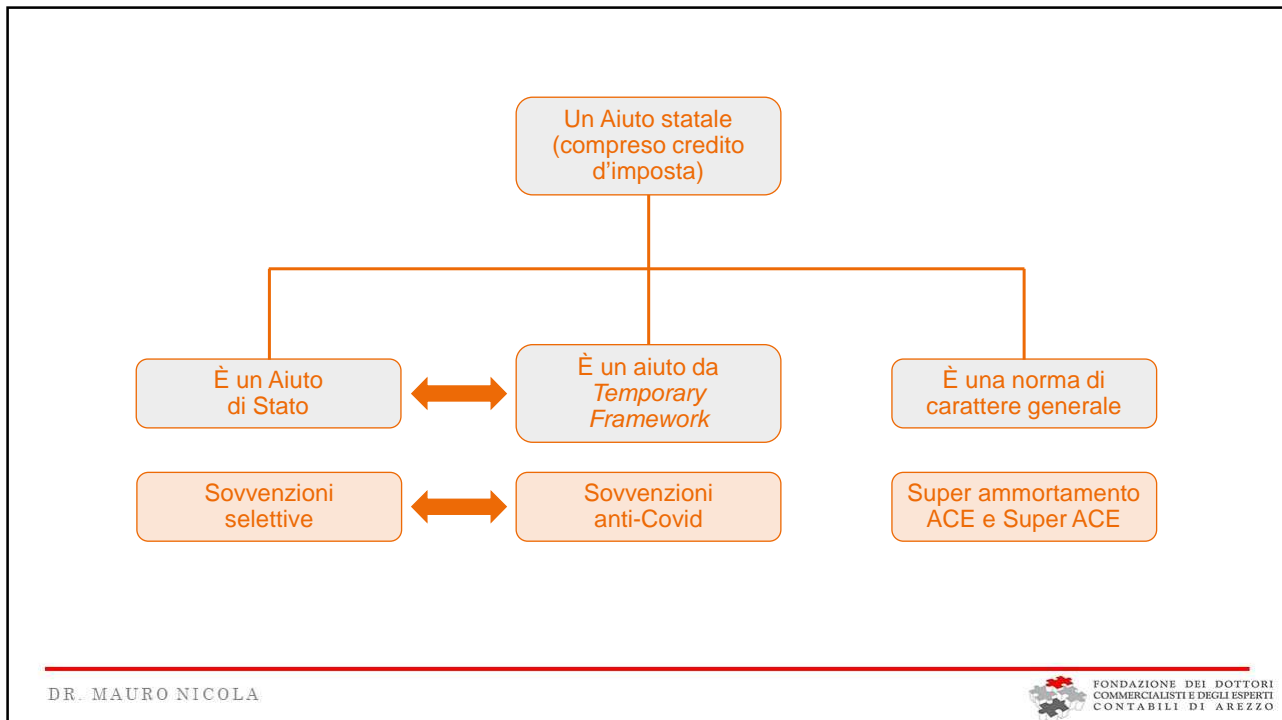 Un Aiuto statale
(compreso credito
d'imposta)
È un Aiuto
di Stato
È un aiuto da
Temporary
Framework
È una norma di
carattere generale
Sovvenzioni
selettive
Sovvenzioni
anti-Covid
Super ammortamento
ACE e Super ACE
DR. MAURO NICOLA
FONDAZIONE DEI DOTTORI
COMMERCIALISTI E DEGLI ESPERTI
CONTABILI DI AREZZO